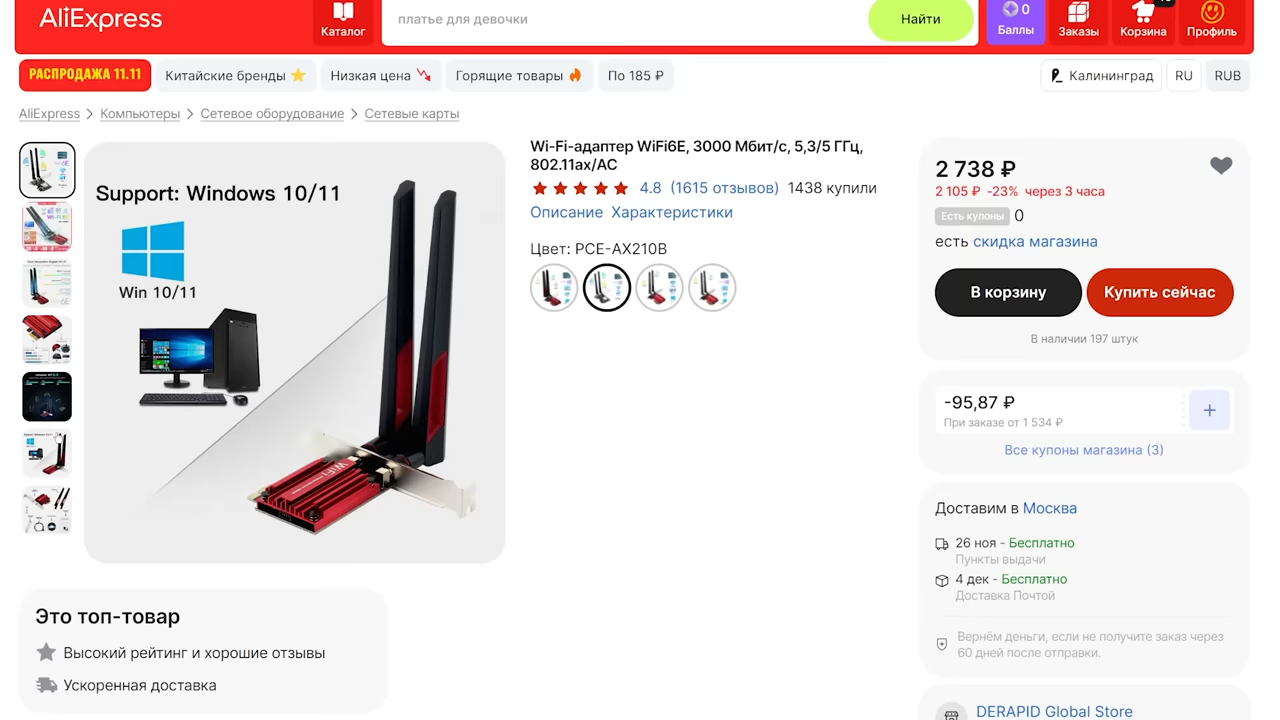 AliExpress
Каталог
платье для девочки
Найти
0
Баллы
Заказы
Корзина
Профиль
РАСПРОДАЖА 11.11
Китайские бренды
Низкая цена
Горящие товары
По 185 ₽
Калининград
RU
RUB
AliExpress
Компьютеры
Сетевое оборудование
Сетевые карты
Support: Windows 10/11
Win 10/11
WiFi
Wi-Fi-адаптер WiFi6E, 3000 Мбит/с, 5,3/5 ГГц,
802.11ax/AC
4.8 (1615 отзывов) 1438 купили
Описание Характеристики
Цвет: PCE-AX210B
2 738 ₽
2 105 ₽ -23% через 3 часа
Есть купоны 0
есть скидка магазина
В корзину
Купить сейчас
В наличии 197 штук
-95,87 ₽
При заказе от 1 534 ₽
+
Все купоны магазина (3)
Доставим в Москва
26 ноя - Бесплатно
Пункты выдачи
4 дек - Бесплатно
Доставка Почтой
Вернём деньги, если не получите заказ через
60 дней после отправки.
DERAPID Global Store
Это топ-товар
Высокий рейтинг и хорошие отзывы
Ускоренная доставка